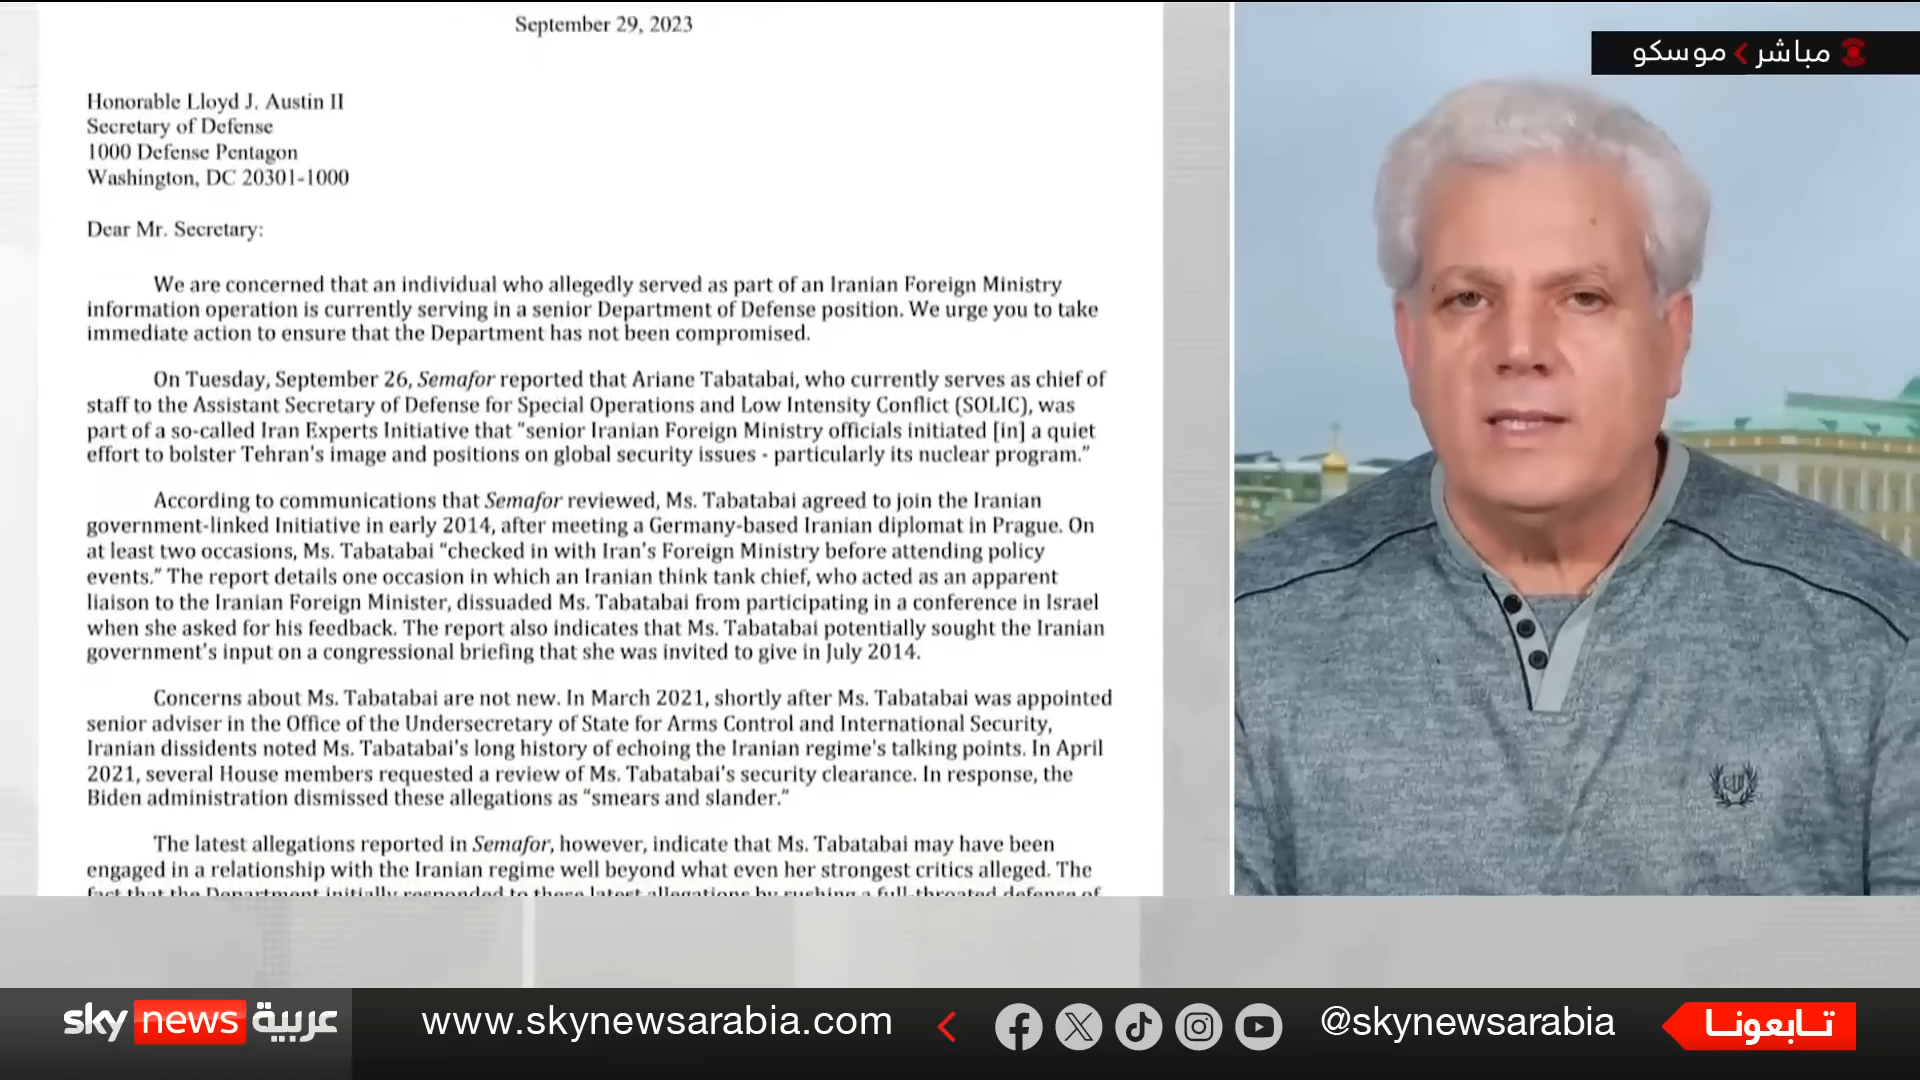 September 29, 2023
Honorable Lloyd J. Austin II
Secretary of Defense
1000 Defense Pentagon
Washington, DC 20301-1000
Dear Mr. Secretary:
We are concerned that an individual who allegedly served as part of an Iranian Foreign Ministry
information operation is currently serving in a senior Department of Defense position. We urge you to take
immediate action to ensure that the Department has not been compromised.
On Tuesday, September 26, Semafor reported that Ariane Tabatabai, who currently serves as chief of
staff to the Assistant Secretary of Defense for Special Operations and Low Intensity Conflict (SOLIC), was
part of a so-called Iran Experts Initiative that “senior Iranian Foreign Ministry officials initiated [in] a quiet
effort to bolster Tehran's image and positions on global security issues - particularly its nuclear program.”
According to communications that Semafor reviewed, Ms. Tabatabai agreed to join the Iranian
government-linked Initiative in early 2014, after meeting a Germany-based Iranian diplomat in Prague. On
at least two occasions, Ms. Tabatabai “checked in with Iran's Foreign Ministry before attending policy
events.” The report details one occasion in which an Iranian think tank chief, who acted as an apparent
liaison to the Iranian Foreign Minister, dissuaded Ms. Tabatabai from participating in a conference in Israel
when she asked for his feedback. The report also indicates that Ms. Tabatabai potentially sought the Iranian
government's input on a congressional briefing that she was invited to give in July 2014.
Concerns about Ms. Tabatabai are not new. In March 2021, shortly after Ms. Tabatabai was appointed
senior adviser in the Office of the Undersecretary of State for Arms Control and International Security,
Iranian dissidents noted Ms. Tabatabai's long history of echoing the Iranian regime's talking points. In April
2021, several House members requested a review of Ms. Tabatabai's security clearance. In response, the
Biden administration dismissed these allegations as “smears and slander.”
The latest allegations reported in Semafor, however, indicate that Ms. Tabatabai may have been
engaged in a relationship with the Iranian regime well beyond what even her strongest critics alleged. The
fact that the Department initially responded to these latest allegations by rushing a full-throated defense of
مباشر موسكو
sky news عربية
www.skynewsarabia.com
@skynewsarabia
تابعونا